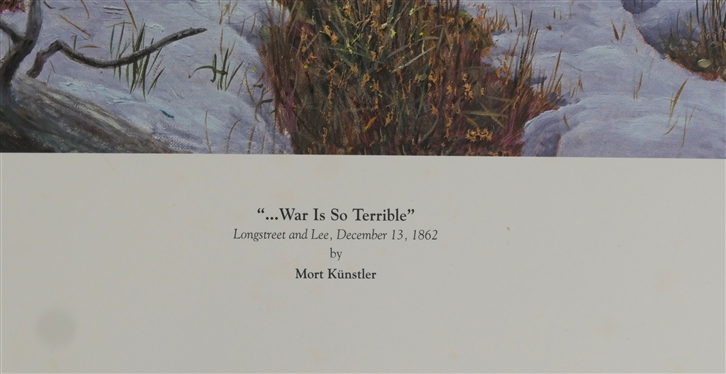 “...War Is So Terrible”
Longstreet and Lee, December 13, 1862
by
Mort Künstler